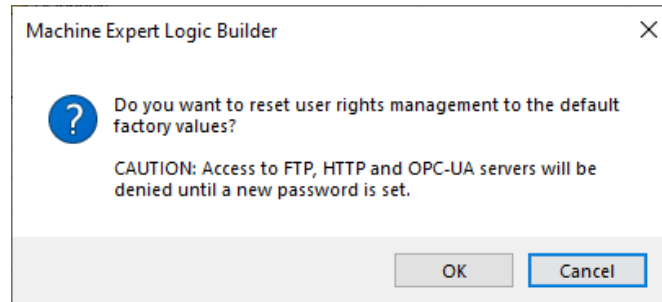 Machine Expert Logic Builder
Do you want to reset user rights management to the default
factory values?
CAUTION: Access to FTP, HTTP and OPC-UA servers will be
denied until a new password is set.
OK
Cancel